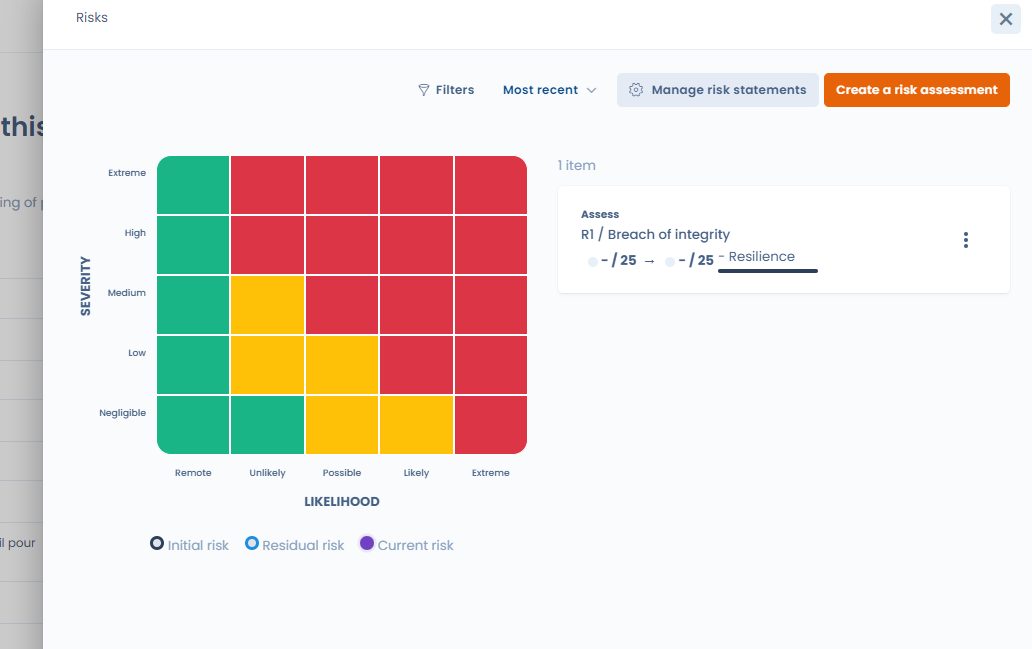 Risks
this
ing of
il pour
Filters
Most recent
Manage risk statements
Create a risk assessment
SEVERITY
Extreme
High
Medium
Low
Negligible
Remote
Unlikely
Possible
Likely
Extreme
LIKELIHOOD
Initial risk
Residual risk
Current risk
1 item
Assess
R1 / Breach of integrity
- / 25 → - / 25 - Resilience